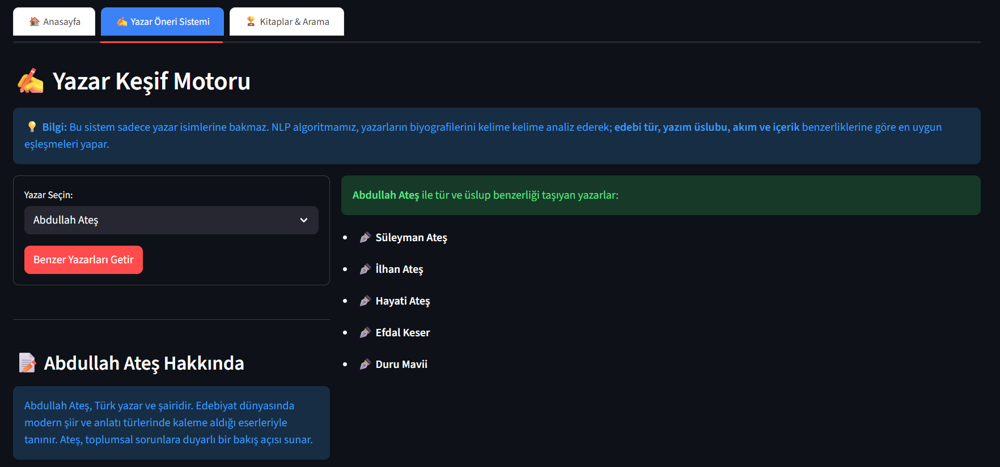 Anasayfa
Yazar Öneri Sistemi
Kitaplar & Arama
Yazar Keşif Motoru
Bilgi: Bu sistem sadece yazar isimlerine bakmaz. NLP algoritmamız, yazarların biyografilerini kelime kelime analiz ederek; edebi tür, yazım üslubu, akım ve içerik benzerliklerine göre en uygun
eşleşmeleri yapar.
Yazar Seçin:
Abdullah Ateş
Benzer Yazarları Getir
Abdullah Ateş Hakkında
Abdullah Ateş, Türk yazar ve şairidir. Edebiyat dünyasında
modern şiir ve anlatı türlerinde kaleme aldığı eserleriyle
tanınır. Ateş, toplumsal sorunlara duyarlı bir bakış açısı sunar.
Abdullah Ateş ile tür ve üslup benzerliği taşıyan yazarlar:
Süleyman Ateş
İlhan Ateş
Hayati Ateş
Efdal Keser
Duru Mavii